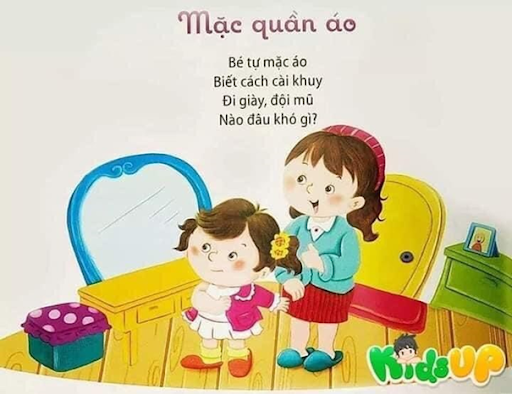 Mặc quần áo
Bé tự mặc áo
Biết cách cài khuy
Đi giày, đội mũ
Nào đâu khó gì?
KidsUP